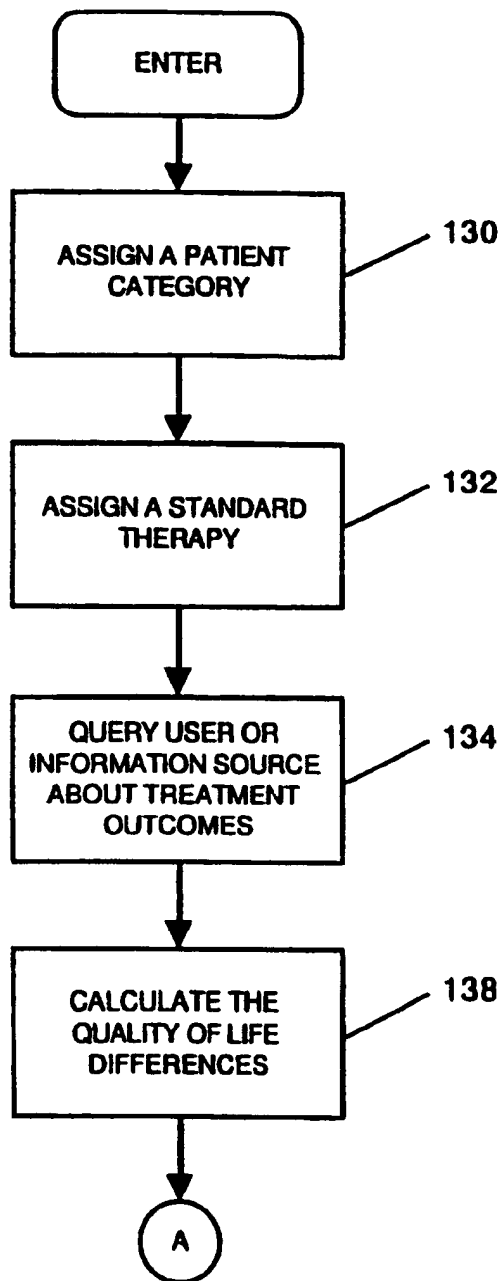 ENTER
ASSIGN A PATIENT
CATEGORY
130
ASSIGN A STANDARD
THERAPY
132
QUERY USER OR
INFORMATION SOURCE
ABOUT TREATMENT
OUTCOMES
134
CALCULATE THE
QUALITY OF LIFE
DIFFERENCES
138
A